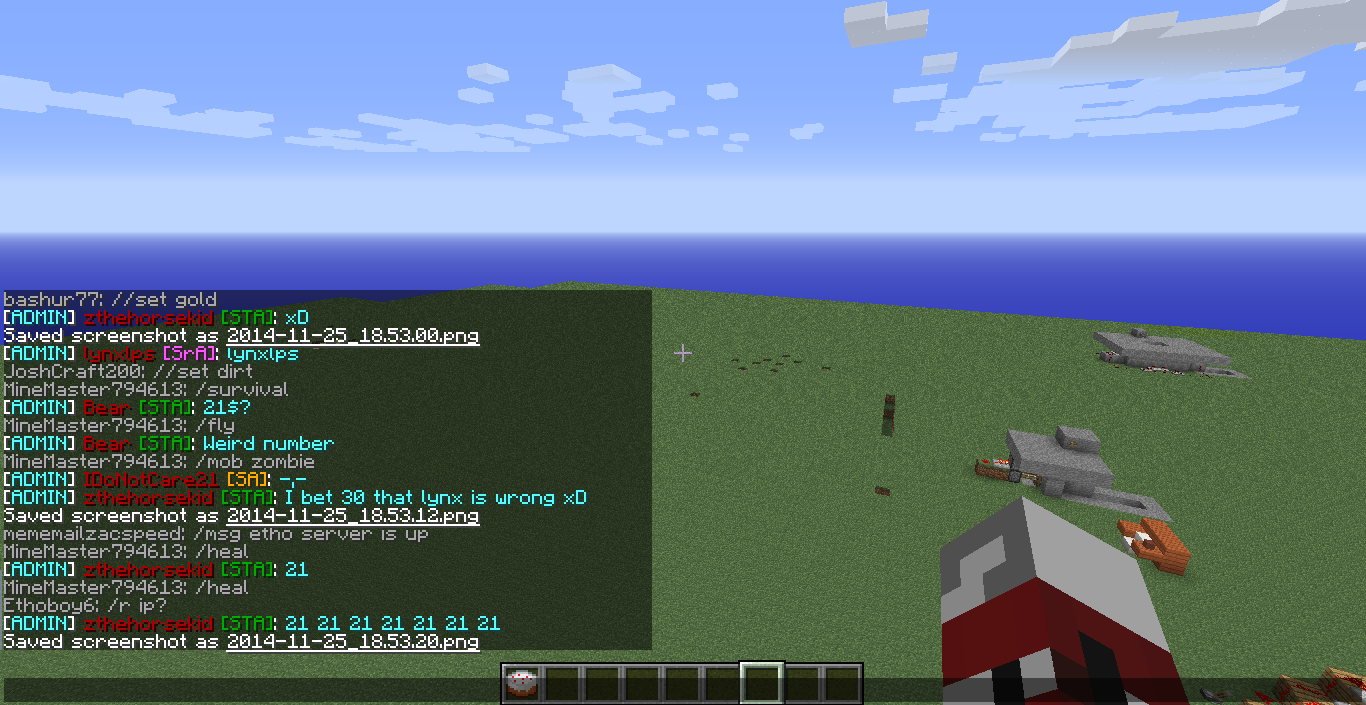 bashur77: //set gold
[ADMIN] zthehorsekid [STA]: xD
Saved screenshot as 2014-11-25_18.53.00.png
[ADMIN] lynxlps [SrA]: lynxlps
JoshCraft200: //set dirt
MineMaster794613: /survival
[ADMIN] Bear [STA]: 21$?
MineMaster794613: /fly
[ADMIN] Bear [STA]: Weird number
MineMaster794613: /mob zombie
[ADMIN] IDoNotCare21 [SA]: -,-
[ADMIN] zthehorsekid [STA]: I bet 30 that lynx is wrong xD
Saved screenshot as 2014-11-25_18.53.12.png
mememailzacspeed: /msg etho server is up
MineMaster794613: /heal
[ADMIN] zthehorsekid [STA]: 21
MineMaster794613: /heal
Ethoboy6: /r ip?
[ADMIN] zthehorsekid [STA]: 21 21 21 21 21 21 21
Saved screenshot as 2014-11-25_18.53.20.png